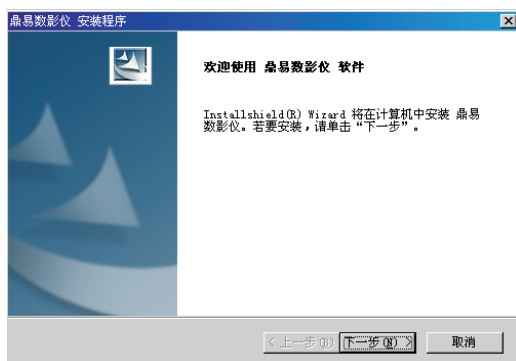 鼎易数影仪 安装程序
欢迎使用 鼎易数影仪 软件
Installshield(R) Wizard 将在计算机中安装 鼎易
数影仪。若要安装，请单击“下一步”。
< 上一步(B) 下一步(N) > 取消